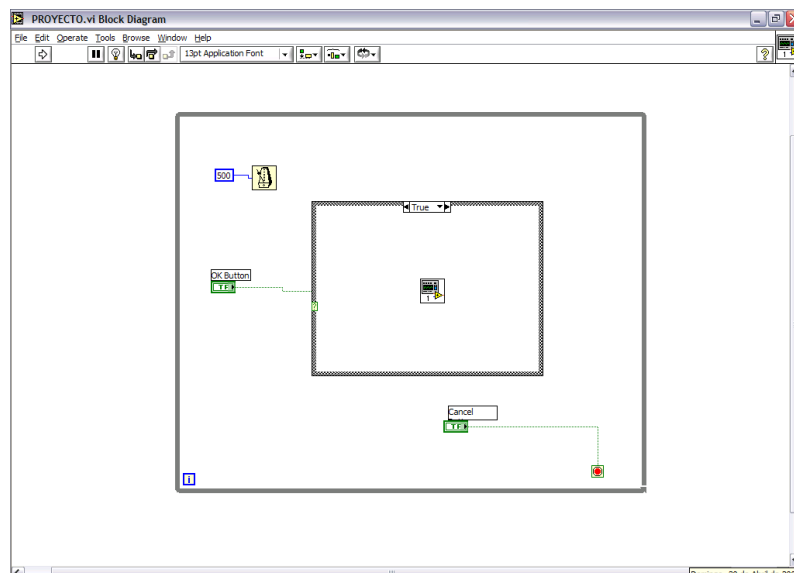 PROYECTO.vi Block Diagram
File Edit Operate Tools Browse Window Help
13pt Application Font
?
1
500
True
OK Button
TF
?
1
Cancel
TF
i